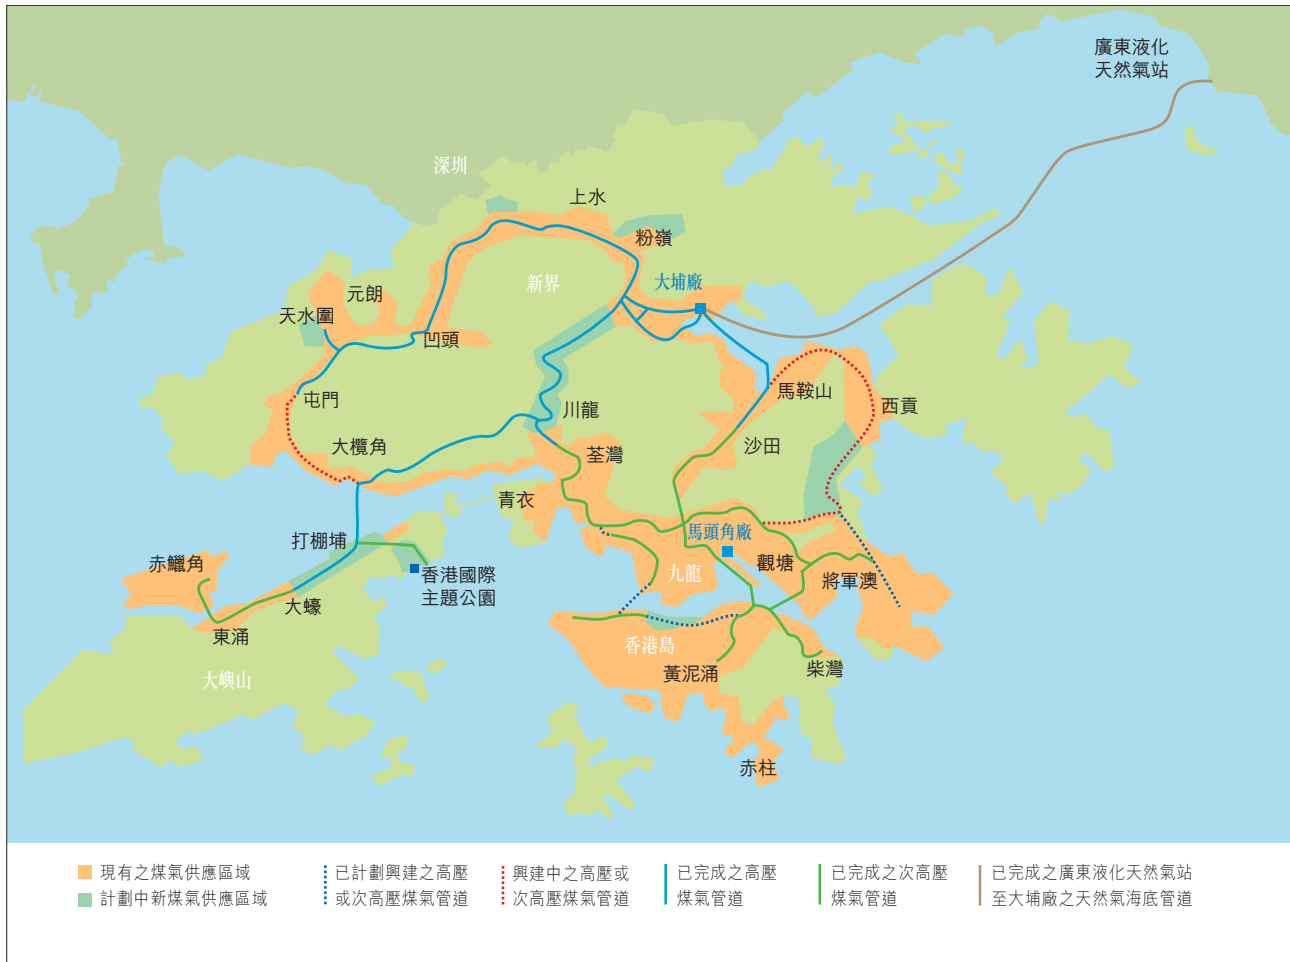 廣東液化
天然氣站
深圳
上水
粉嶺
新界
大埔廠
元朗
天水圍
凹頭
屯門
馬鞍山
西貢
川龍
大欖角
荃灣
沙田
青衣
打棚埔
馬頭角廠
赤鱲角
香港國際
主題公園
九龍
觀塘
將軍澳
大蠔
東涌
香港島
大嶼山
黃泥涌
柴灣
赤柱
現有之煤氣供應區域
計劃中新煤氣供應區域
已計劃興建之高壓
或次高壓煤氣管道
興建中之高壓或
次高壓煤氣管道
已完成之高壓
煤氣管道
已完成之次高壓
煤氣管道
已完成之廣東液化天然氣站
至大埔廠之天然氣海底管道